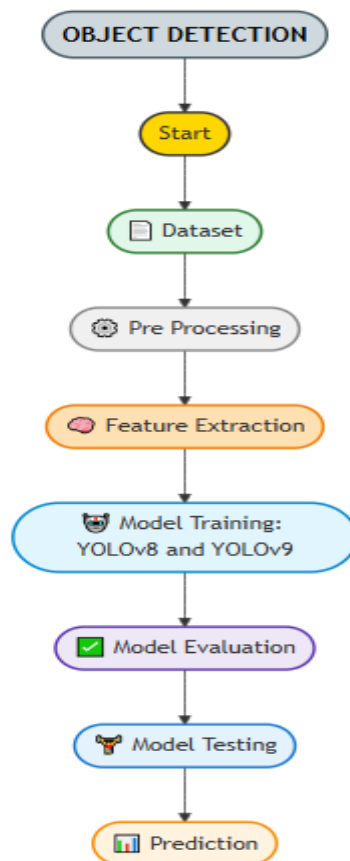 OBJECT DETECTION
Start
Dataset
Pre Processing
Feature Extraction
Model Training:
YOLOv8 and YOLOv9
Model Evaluation
Model Testing
Prediction